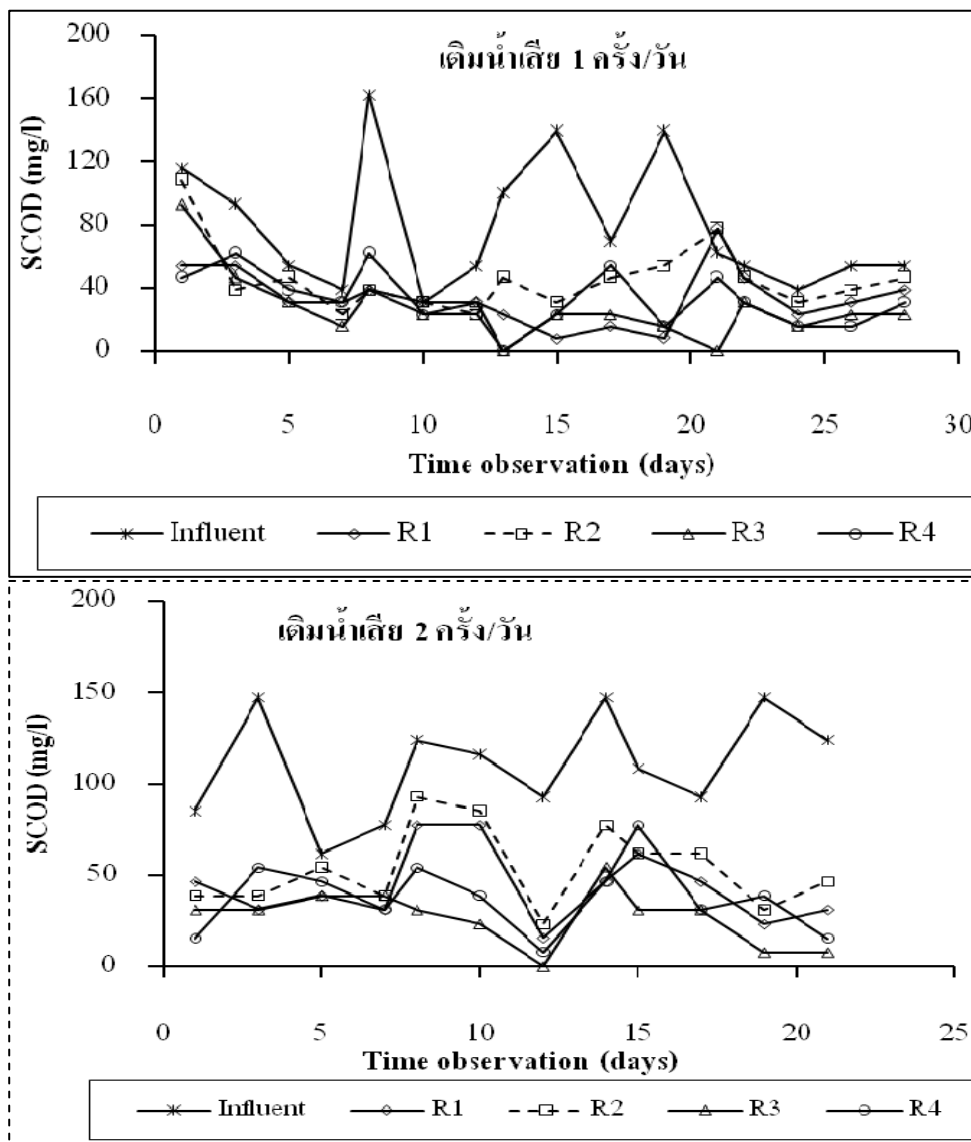 เติมน้ำเสีย 1 ครั้ง/วัน
200
160
120
80
40
0
SCOD (mg/l)
0 5 10 15 20 25 30
Time observation (days)
Influent R1 R2 R3 R4
เติมน้ำเสีย 2 ครั้ง/วัน
200
150
100
50
0
SCOD (mg/l)
0 5 10 15 20 25
Time observation (days)
Influent R1 R2 R3 R4